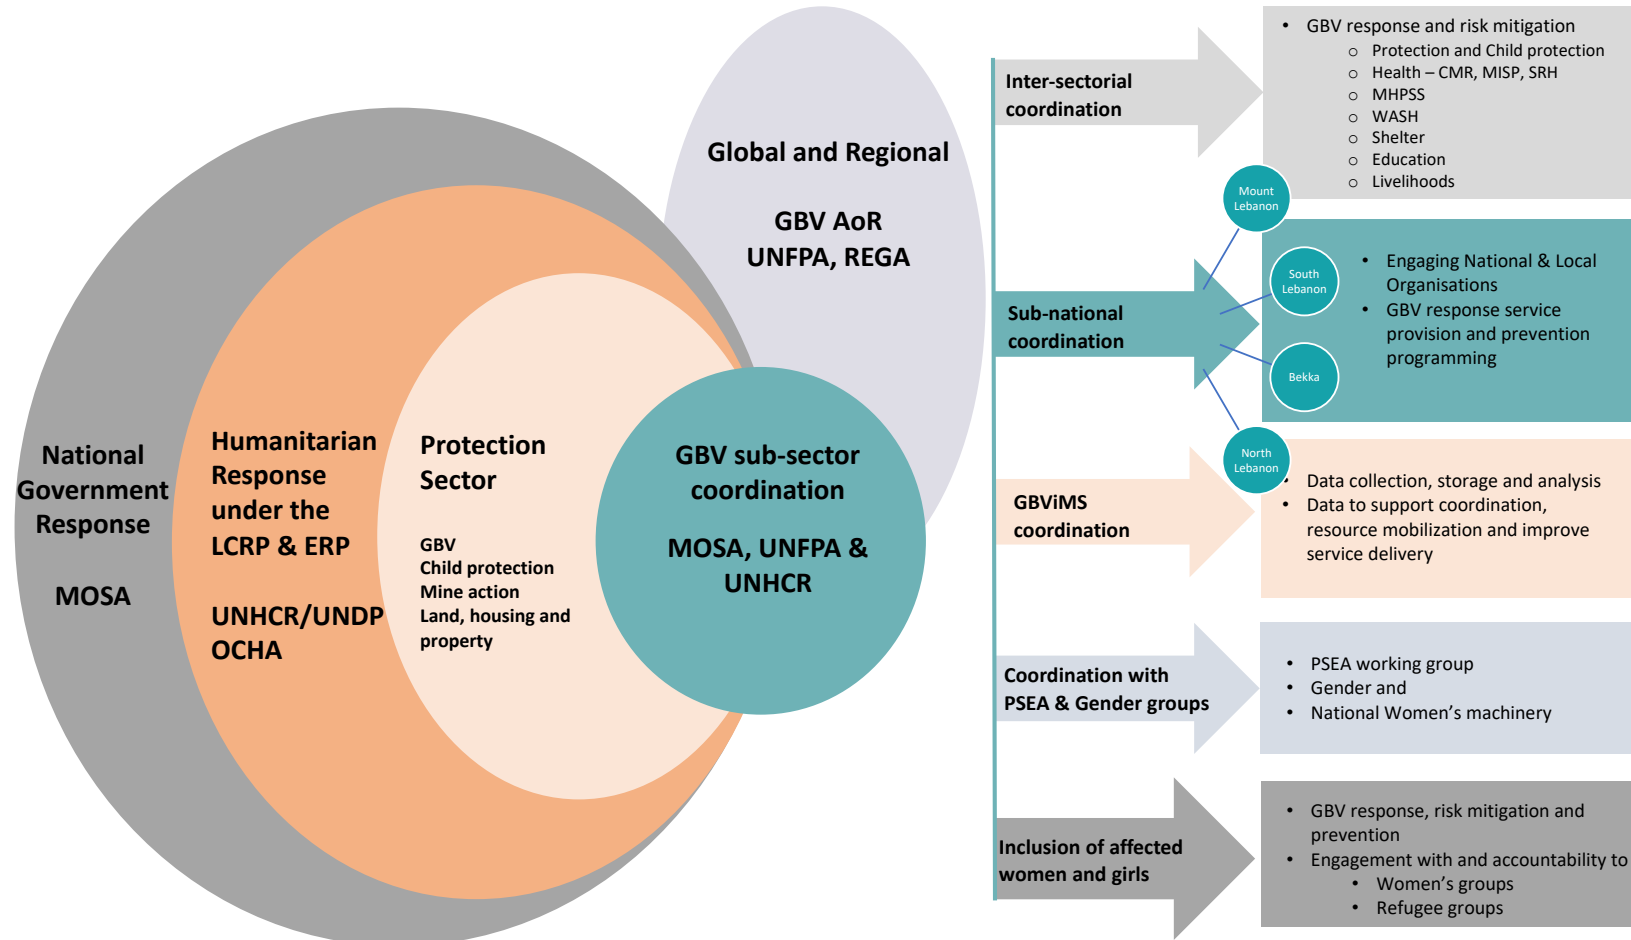 National
Government
Response
MOSA
Humanitarian
Response
under the
LCRP & ERP
UNHCR/UNDP
OCHA
Protection
Sector
GBV
Child protection
Mine action
Land, housing and
property
Global and Regional
GBV AoR
UNFPA, REGA
GBV sub-sector
coordination
MOSA, UNFPA &
UNHCR
Inter-sectorial
coordination
• GBV response and risk mitigation
o Protection and Child protection
o Health – CMR, MISP, SRH
o MHPSS
o WASH
o Shelter
o Education
o Livelihoods
Sub-national
coordination
Mount
Lebanon
South
Lebanon
Bekka
North
Lebanon
• Engaging National & Local
Organisations
• GBV response service
provision and prevention
programming
GBViMS
coordination
• Data collection, storage and analysis
• Data to support coordination,
resource mobilization and improve
service delivery
Coordination with
PSEA & Gender groups
• PSEA working group
• Gender and
• National Women’s machinery
Inclusion of affected
women and girls
• GBV response, risk mitigation and
prevention
• Engagement with and accountability to
• Women’s groups
• Refugee groups